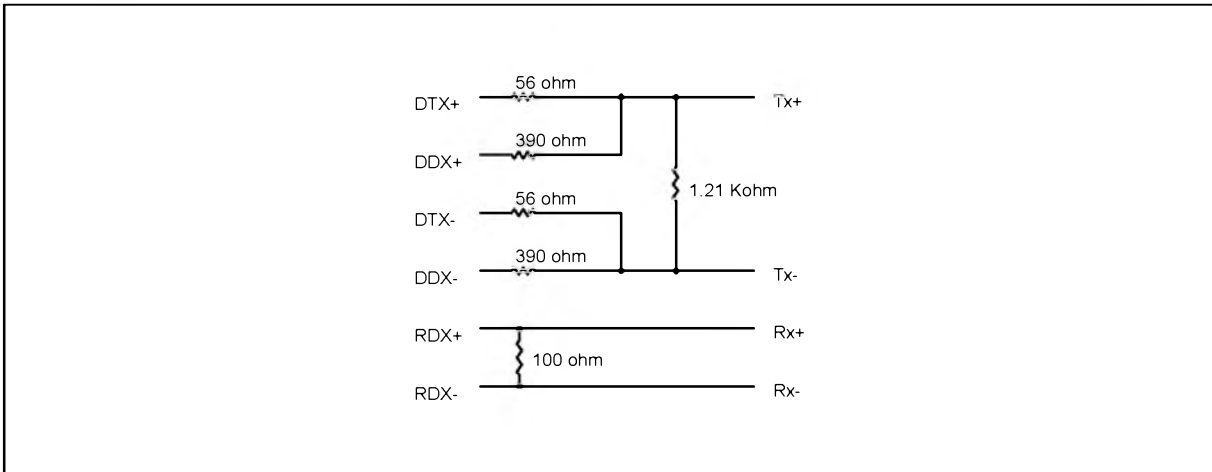 56 ohm
DTX+ Tx+
390 ohm
DDX+
1.21 Kohm
56 ohm
DTX-
390 ohm
DDX- Tx-
RDX+ Rx+
100 ohm
RDX- Rx-